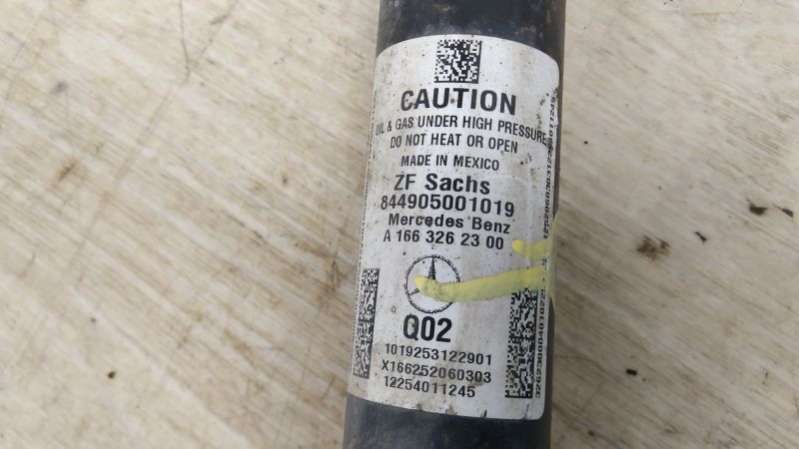 CAUTION
OIL & GAS UNDER HIGH PRESSURE
DO NOT HEAT OR OPEN
MADE IN MEXICO
ZF Sachs
844905001019
Mercedes Benz
A 166 326 23 00
Q02
1019253122901
X166252060303
12254011245